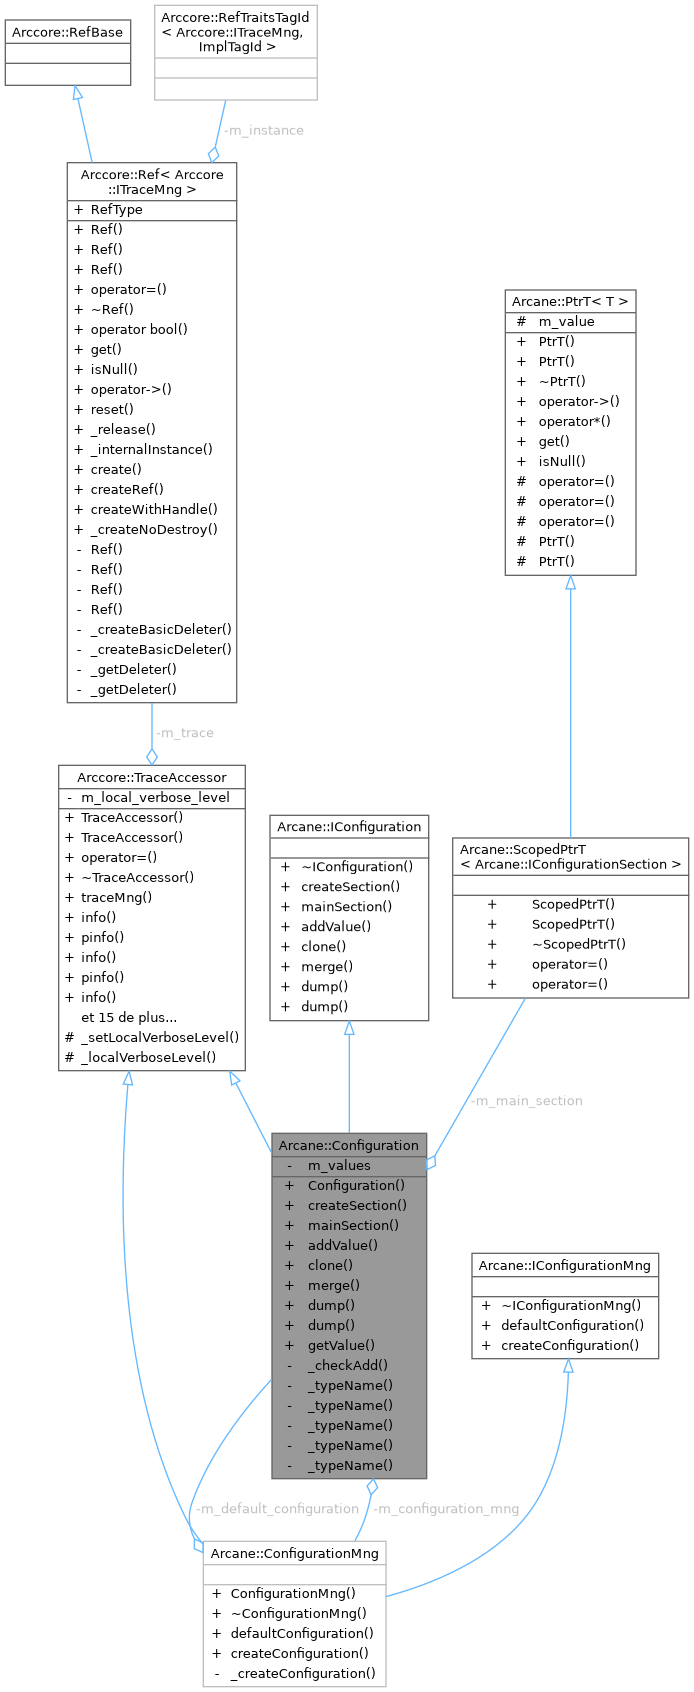 Arccore::RefBase
Arccore::RefTraitsTagId
< Arccore::ITraceMng,
ImplTagId >
-m_instance
Arccore::Ref< Arccore
::ITraceMng >
+ RefType
+ Ref()
+ Ref()
+ Ref()
+ operator=()
+ ~Ref()
+ operator bool()
+ get()
+ isNull()
+ operator->()
+ reset()
+ _release()
+ _internalInstance()
+ create()
+ createRef()
+ createWithHandle()
+ _createNoDestroy()
- Ref()
- Ref()
- Ref()
- Ref()
- _createBasicDeleter()
- _createBasicDeleter()
- _getDeleter()
- _getDeleter()
Arcane::PtrT< T >
# m_value
+ PtrT()
+ PtrT()
+ ~PtrT()
+ operator->()
+ operator*()
+ get()
+ isNull()
# operator=()
# operator=()
# operator=()
# PtrT()
# PtrT()
-m_trace
Arccore::TraceAccessor
- m_local_verbose_level
+ TraceAccessor()
+ TraceAccessor()
+ operator=()
+ ~TraceAccessor()
+ traceMng()
+ info()
+ pinfo()
+ info()
+ pinfo()
+ info()
et 15 de plus...
# _setLocalVerboseLevel()
# _localVerboseLevel()
Arcane::IConfiguration
+ ~IConfiguration()
+ createSection()
+ mainSection()
+ addValue()
+ clone()
+ merge()
+ dump()
+ dump()
Arcane::ScopedPtrT
< Arcane::IConfigurationSection >
+ ScopedPtrT()
+ ScopedPtrT()
+ ~ScopedPtrT()
+ operator=()
+ operator=()
-m_main_section
Arcane::Configuration
- m_values
+ Configuration()
+ createSection()
+ mainSection()
+ addValue()
+ clone()
+ merge()
+ dump()
+ dump()
+ getValue()
- _checkAdd()
- _typeName()
- _typeName()
- _typeName()
- _typeName()
- _typeName()
Arcane::IConfigurationMng
+ ~IConfigurationMng()
+ defaultConfiguration()
+ createConfiguration()
-m_default_configuration
-m_configuration_mng
Arcane::ConfigurationMng
+ ConfigurationMng()
+ ~ConfigurationMng()
+ defaultConfiguration()
+ createConfiguration()
- _createConfiguration()